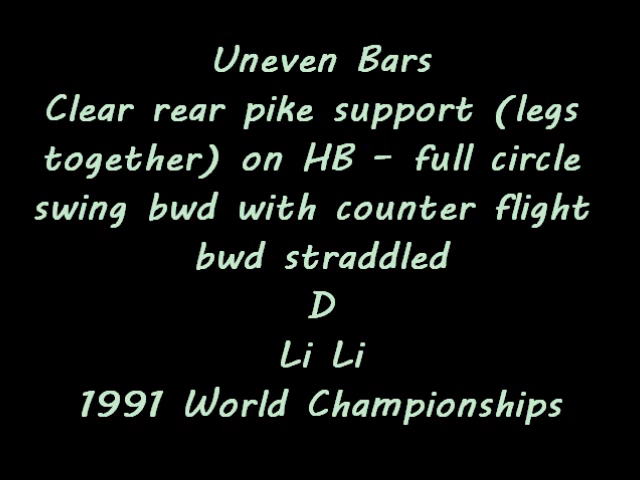 Uneven Bars
Clear rear pike support (legs
together) on HB - full circle
swing bwd with counter flight
bwd straddled
D
Li Li
1991 World Championships